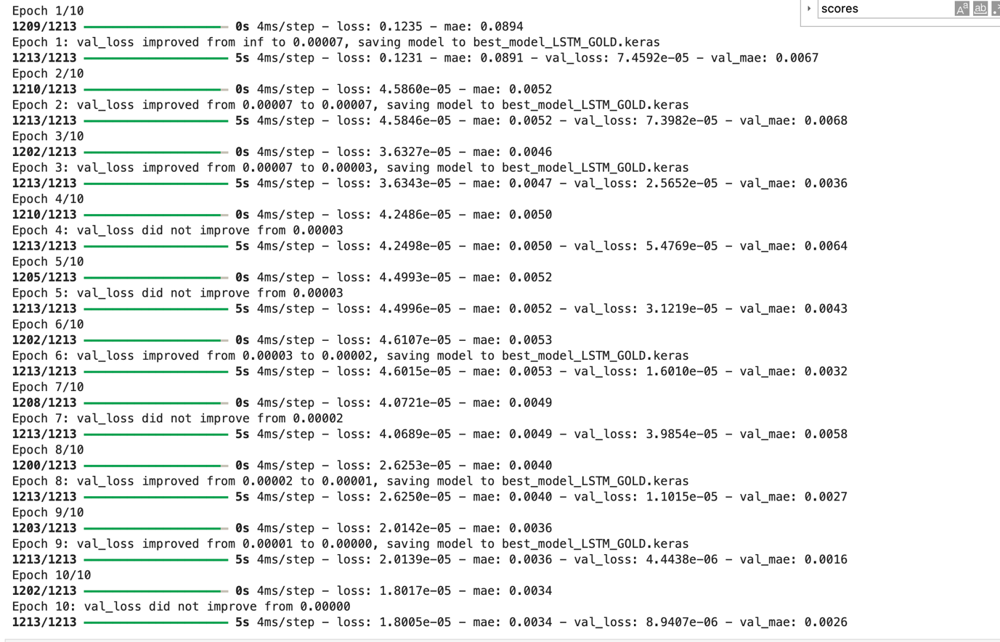 scores
Aa ab .*
Epoch 1/10
1209/1213 0s 4ms/step - loss: 0.1235 - mae: 0.0894
Epoch 1: val_loss improved from inf to 0.00007, saving model to best_model_LSTM_GOLD.keras
1213/1213 5s 4ms/step - loss: 0.1231 - mae: 0.0891 - val_loss: 7.4592e-05 - val_mae: 0.0067
Epoch 2/10
1210/1213 0s 4ms/step - loss: 4.5860e-05 - mae: 0.0052
Epoch 2: val_loss improved from 0.00007 to 0.00007, saving model to best_model_LSTM_GOLD.keras
1213/1213 5s 4ms/step - loss: 4.5846e-05 - mae: 0.0052 - val_loss: 7.3982e-05 - val_mae: 0.0068
Epoch 3/10
1202/1213 0s 4ms/step - loss: 3.6327e-05 - mae: 0.0046
Epoch 3: val_loss improved from 0.00007 to 0.00003, saving model to best_model_LSTM_GOLD.keras
1213/1213 5s 4ms/step - loss: 3.6343e-05 - mae: 0.0047 - val_loss: 2.5652e-05 - val_mae: 0.0036
Epoch 4/10
1210/1213 0s 4ms/step - loss: 4.2486e-05 - mae: 0.0050
Epoch 4: val_loss did not improve from 0.00003
1213/1213 5s 4ms/step - loss: 4.2498e-05 - mae: 0.0050 - val_loss: 5.4769e-05 - val_mae: 0.0064
Epoch 5/10
1205/1213 0s 4ms/step - loss: 4.4993e-05 - mae: 0.0052
Epoch 5: val_loss did not improve from 0.00003
1213/1213 5s 4ms/step - loss: 4.4996e-05 - mae: 0.0052 - val_loss: 3.1219e-05 - val_mae: 0.0043
Epoch 6/10
1202/1213 0s 4ms/step - loss: 4.6107e-05 - mae: 0.0053
Epoch 6: val_loss improved from 0.00003 to 0.00002, saving model to best_model_LSTM_GOLD.keras
1213/1213 5s 4ms/step - loss: 4.6015e-05 - mae: 0.0053 - val_loss: 1.6010e-05 - val_mae: 0.0032
Epoch 7/10
1208/1213 0s 4ms/step - loss: 4.0721e-05 - mae: 0.0049
Epoch 7: val_loss did not improve from 0.00002
1213/1213 5s 4ms/step - loss: 4.0689e-05 - mae: 0.0049 - val_loss: 3.9854e-05 - val_mae: 0.0058
Epoch 8/10
1200/1213 0s 4ms/step - loss: 2.6253e-05 - mae: 0.0040
Epoch 8: val_loss improved from 0.00002 to 0.00001, saving model to best_model_LSTM_GOLD.keras
1213/1213 5s 4ms/step - loss: 2.6250e-05 - mae: 0.0040 - val_loss: 1.1015e-05 - val_mae: 0.0027
Epoch 9/10
1203/1213 0s 4ms/step - loss: 2.0142e-05 - mae: 0.0036
Epoch 9: val_loss improved from 0.00001 to 0.00000, saving model to best_model_LSTM_GOLD.keras
1213/1213 5s 4ms/step - loss: 2.0139e-05 - mae: 0.0036 - val_loss: 4.4438e-06 - val_mae: 0.0016
Epoch 10/10
1202/1213 0s 4ms/step - loss: 1.8017e-05 - mae: 0.0034
Epoch 10: val_loss did not improve from 0.00000
1213/1213 5s 4ms/step - loss: 1.8005e-05 - mae: 0.0034 - val_loss: 8.9407e-06 - val_mae: 0.0026